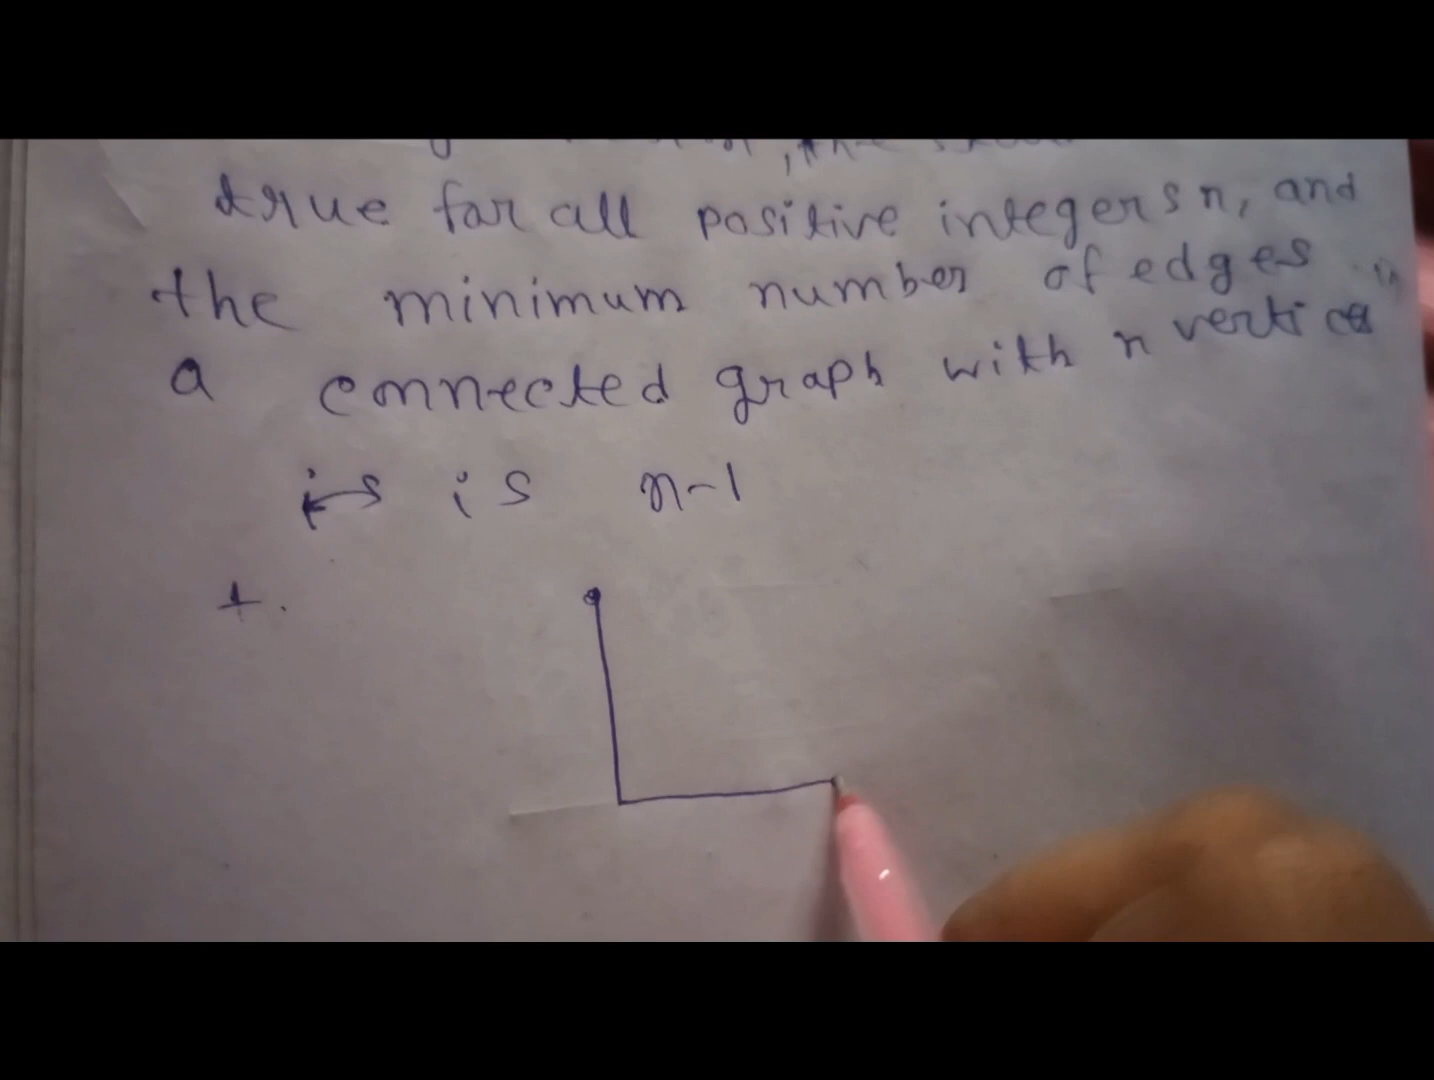 true for all positive integers n, and
the minimum number of edges in
a connected graph with n vertices
is is n-1